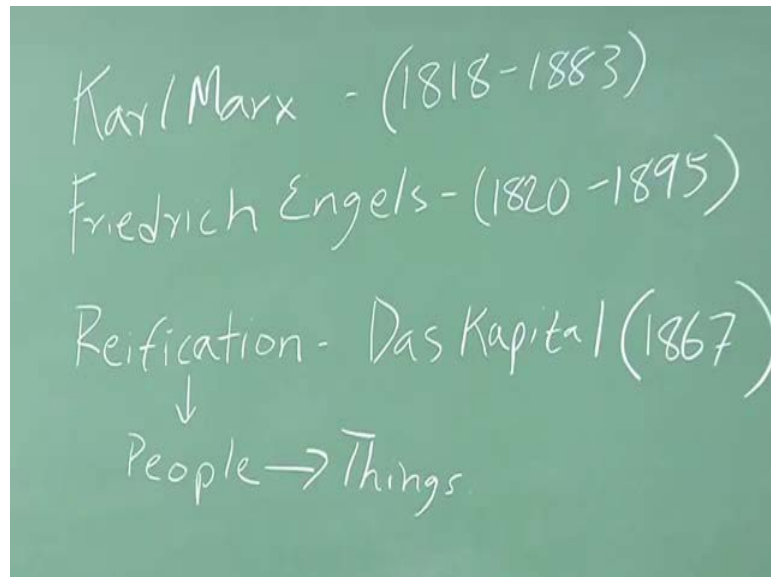 Karl Marx - (1818-1883)
Friedrich Engels - (1820-1895)
Reification - Das Kapital (1867)
↓
People → Things.